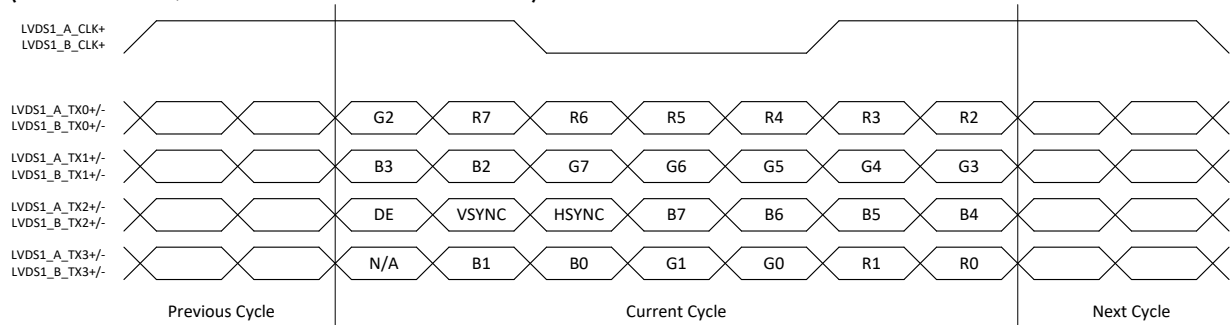 LVDS1_A_CLK+
LVDS1_B_CLK+
LVDS1_A_TX0+/-
LVDS1_B_TX0+/-
G2 R7 R6 R5 R4 R3 R2
LVDS1_A_TX1+/-
LVDS1_B_TX1+/-
B3 B2 G7 G6 G5 G4 G3
LVDS1_A_TX2+/-
LVDS1_B_TX2+/-
DE VSYNC HSYNC B7 B6 B5 B4
LVDS1_A_TX3+/-
LVDS1_B_TX3+/-
N/A B1 B0 G1 G0 R1 R0
Previous Cycle Current Cycle Next Cycle